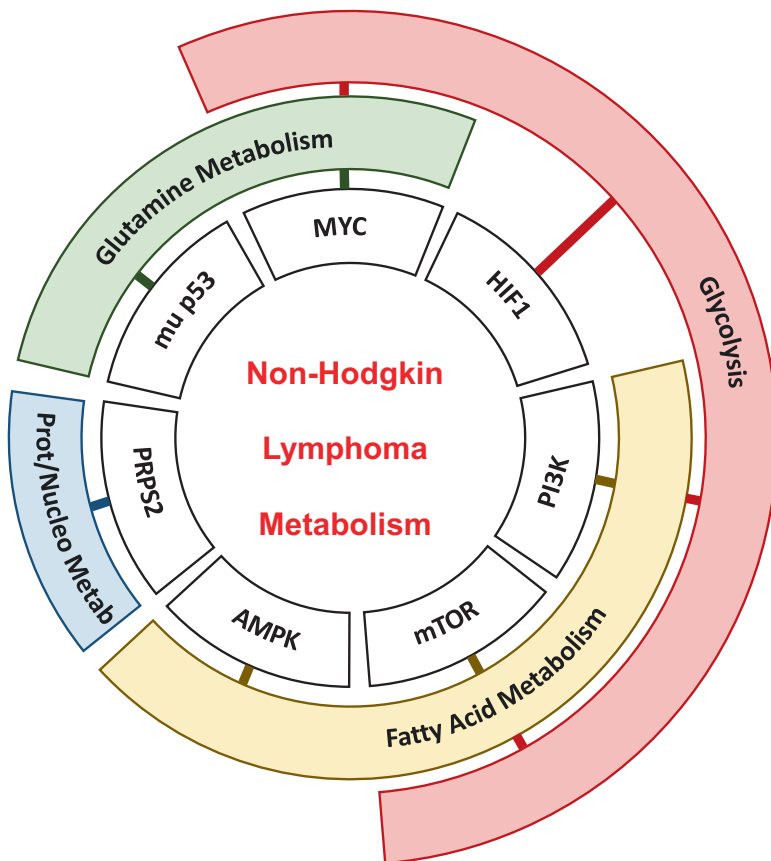 Glycolysis
Glutamine Metabolism
MYC
HIF1
mu p53
PI3K
PRPS2
Prot/Nucleo Metab
mTOR
AMPK
Fatty Acid Metabolism
Non-Hodgkin
Lymphoma
Metabolism